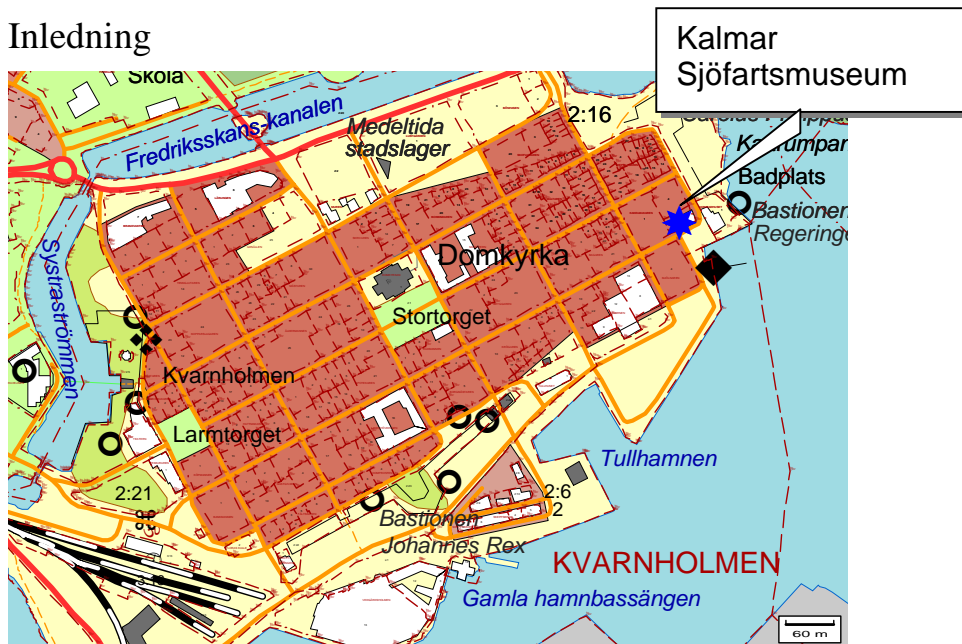 Inledning
Kalmar
Sjöfartsmuseum
Skola
Fredriksskans-kanalen
Medeltida
stadslager
2:16
Badplats
Bastionen
Systraströmmen
Domkyrka
Stortorget
Kvarnholmen
Larmtorget
Tullhamnen
2:21
2:6
2
Bastionen
Johannes Rex
KVARNHOLMEN
Gamla hamnbassängen
60 m